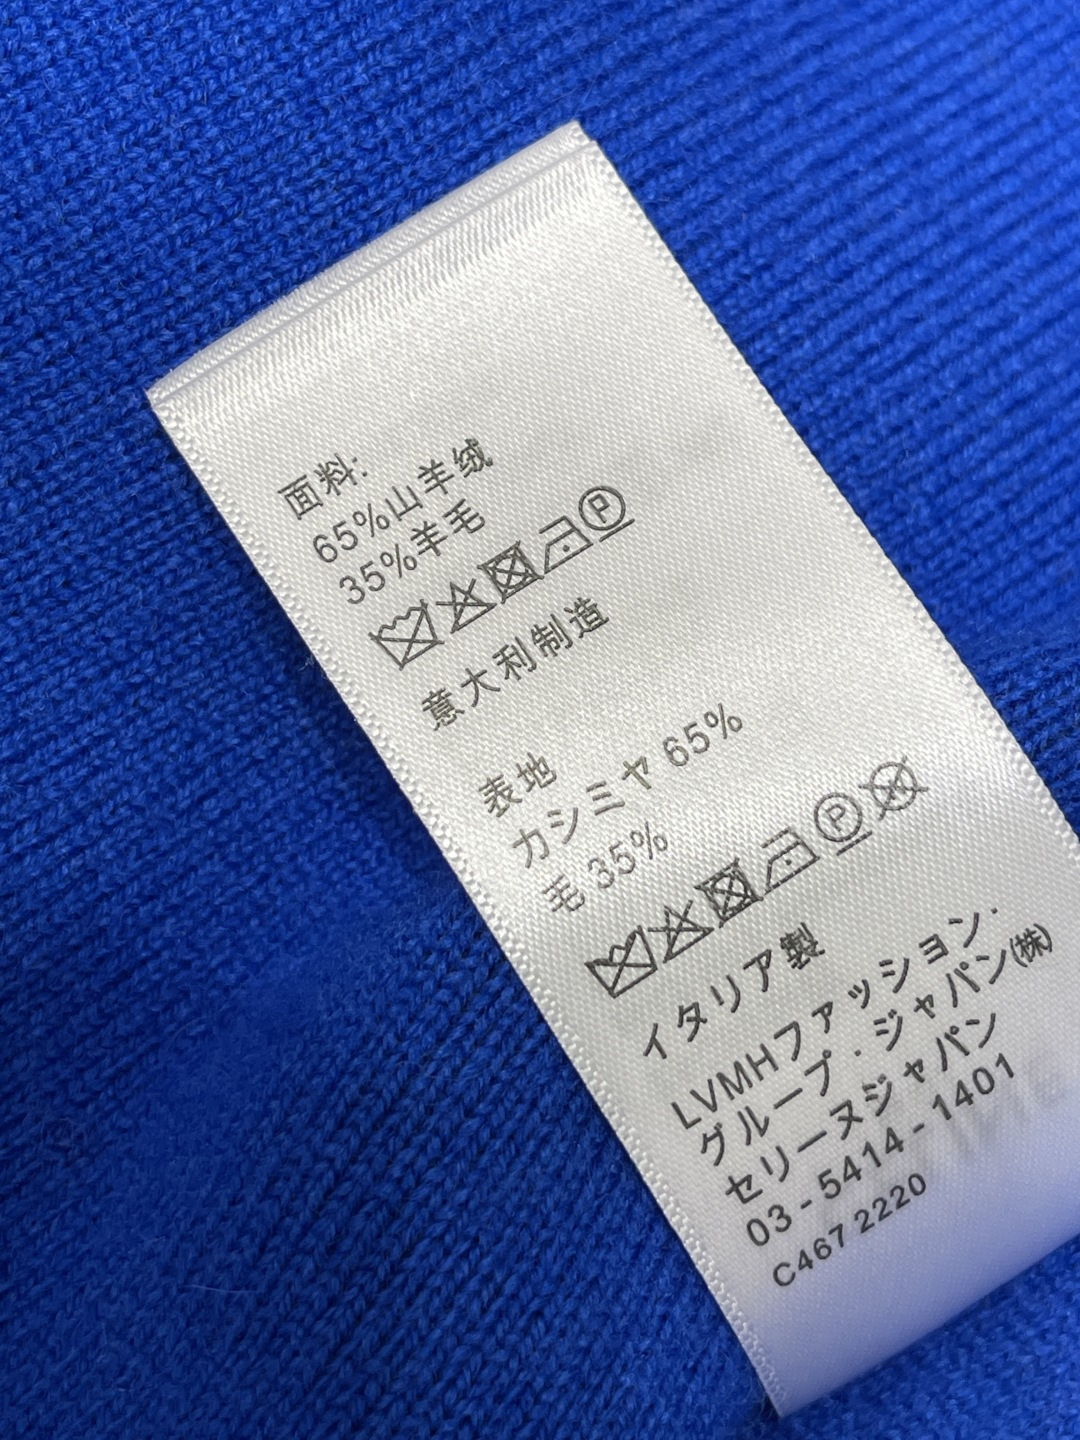 面料:
65%山羊绒
35%羊毛
P
意大利制造
表地
カシミヤ 65%
毛 35%
P
イタリア製
LVMHファッション·
グループ·ジャパン(株)
セリーヌジャパン
03-5414-1401
C467 2220